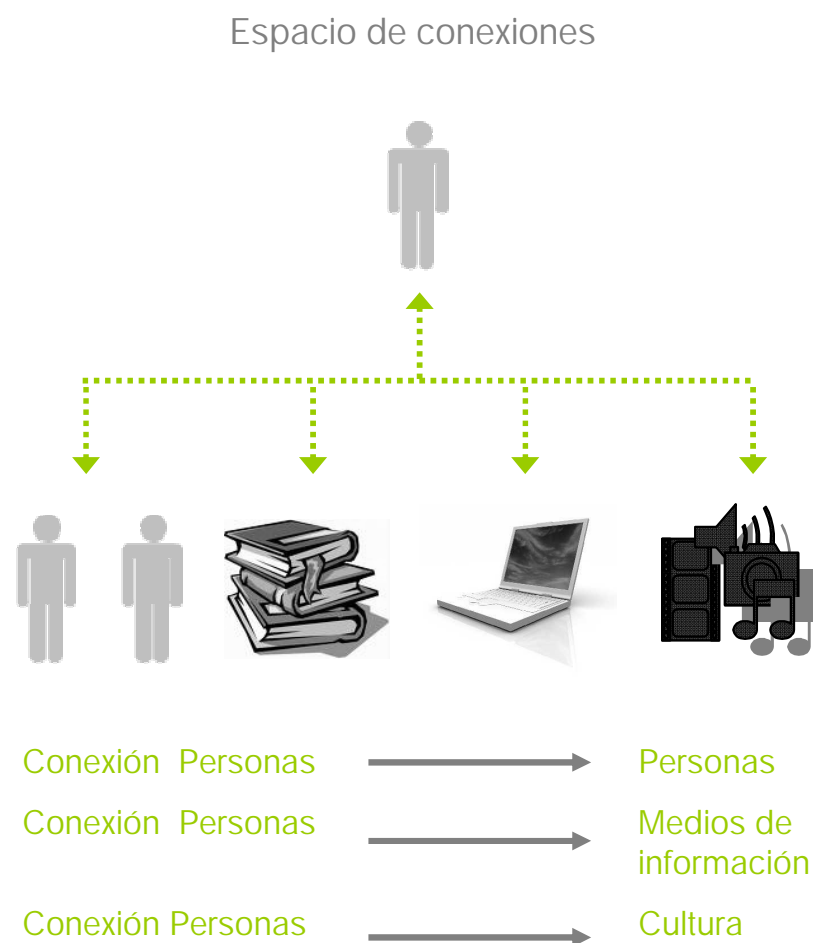 Espacio de conexiones
Conexión Personas Personas
Conexión Personas Medios de
información
Conexión Personas Cultura